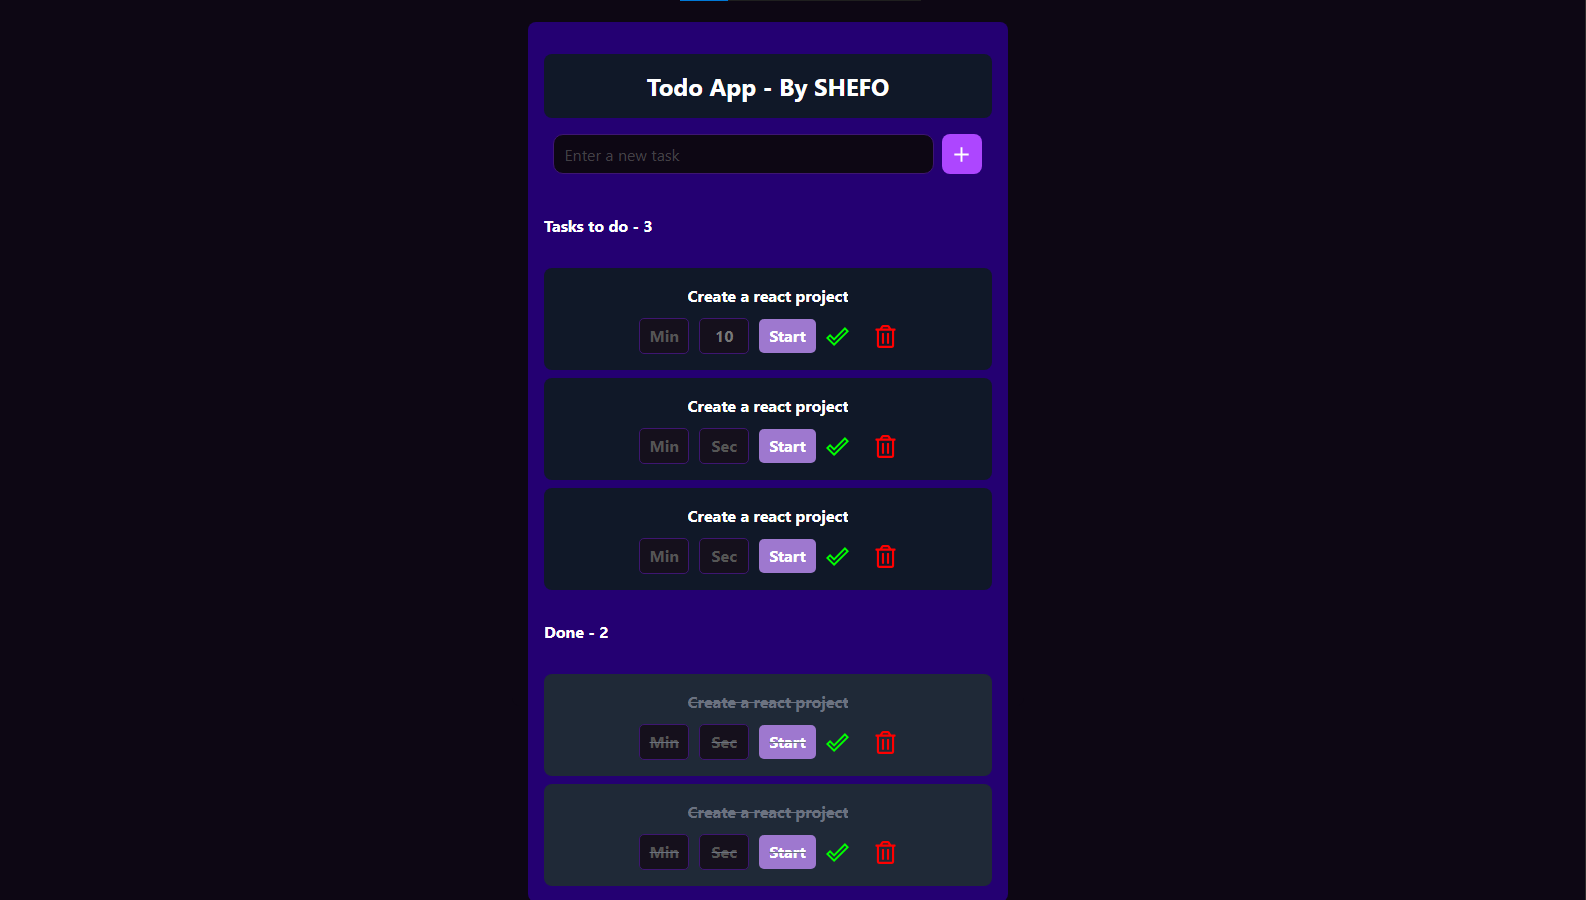 Todo App - By SHEFO
Enter a new task
Tasks to do - 3
Create a react project
Min 10 Start
Create a react project
Min Sec Start
Create a react project
Min Sec Start
Done - 2
Create a react project
Min Sec Start
Create a react project
Min Sec Start